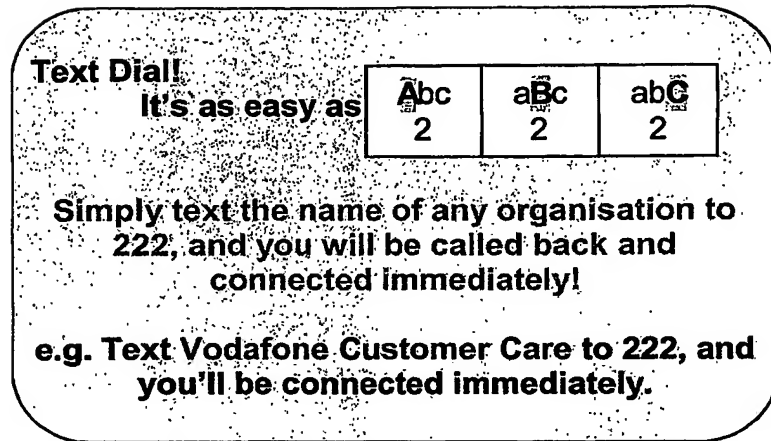 Text Dial!
It's as easy as
Abc aBc abC
2 2 2
Simply text the name of any organisation to
222, and you will be called back and
connected immediately!
e.g. Text Vodafone Customer Care to 222, and
you'll be connected immediately.